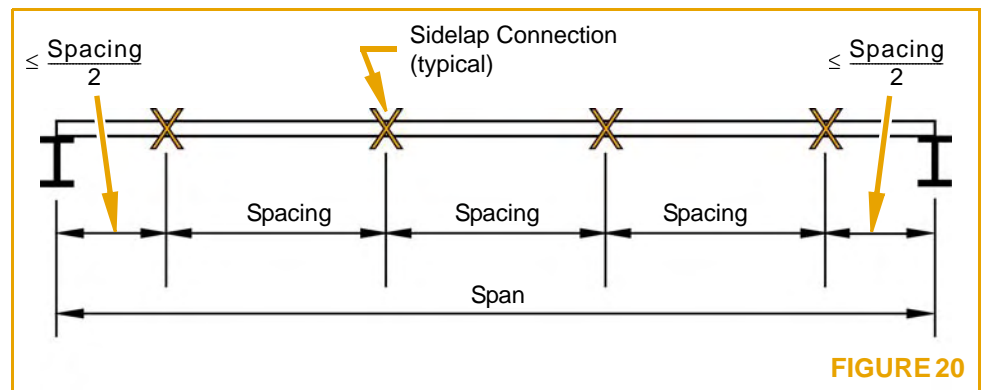 Sidelap Connection
(typical)
≤ Spacing
2
≤ Spacing
2
Spacing
Spacing
Spacing
Span
FIGURE 20